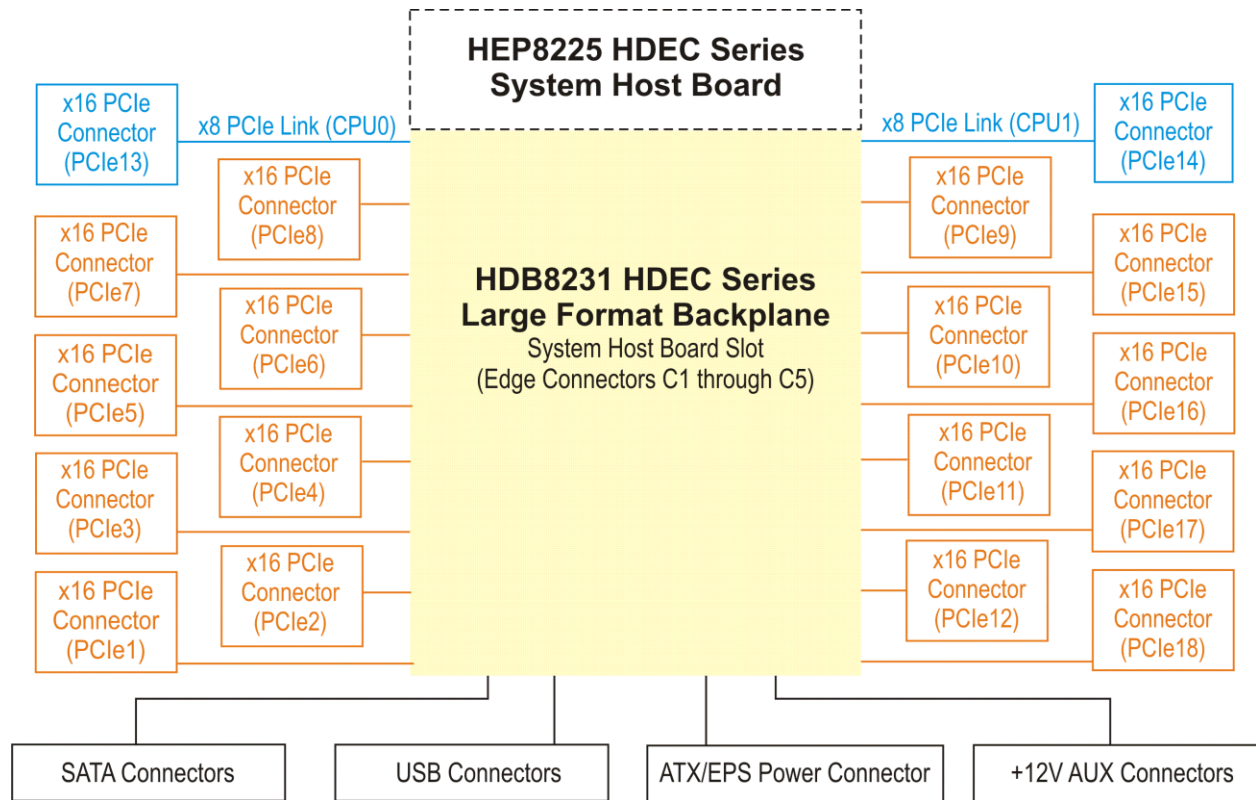 HEP8225 HDEC Series
System Host Board
x16 PCIe
Connector
(PCIe13)
x8 PCIe Link (CPU0)
x8 PCIe Link (CPU1)
x16 PCIe
Connector
(PCIe14)
x16 PCIe
Connector
(PCIe8)
x16 PCIe
Connector
(PCIe9)
x16 PCIe
Connector
(PCIe7)
x16 PCIe
Connector
(PCIe15)
HDB8231 HDEC Series
Large Format Backplane
System Host Board Slot
(Edge Connectors C1 through C5)
x16 PCIe
Connector
(PCIe6)
x16 PCIe
Connector
(PCIe10)
x16 PCIe
Connector
(PCIe5)
x16 PCIe
Connector
(PCIe16)
x16 PCIe
Connector
(PCIe4)
x16 PCIe
Connector
(PCIe11)
x16 PCIe
Connector
(PCIe3)
x16 PCIe
Connector
(PCIe17)
x16 PCIe
Connector
(PCIe2)
x16 PCIe
Connector
(PCIe12)
x16 PCIe
Connector
(PCIe1)
x16 PCIe
Connector
(PCIe18)
SATA Connectors
USB Connectors
ATX/EPS Power Connector
+12V AUX Connectors